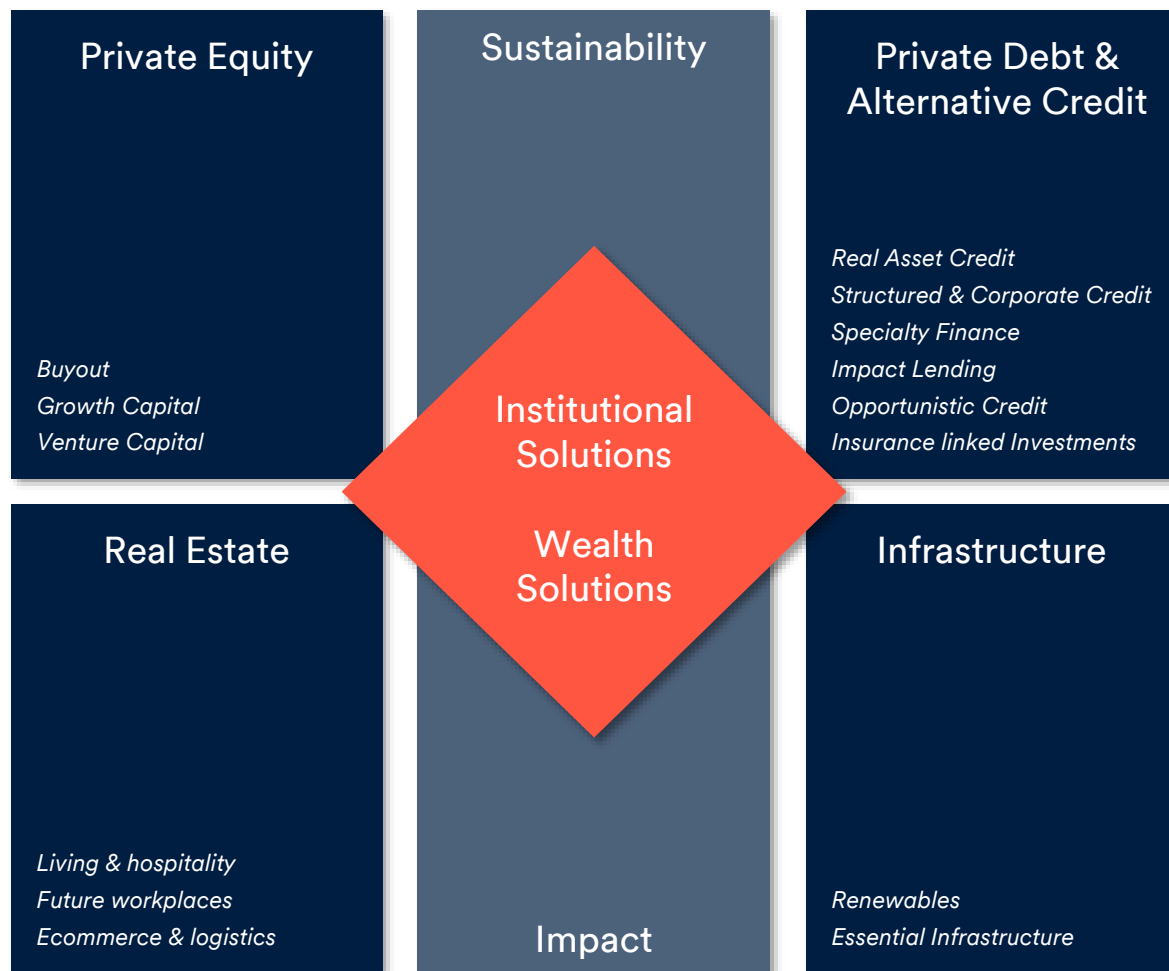 Private Equity
Buyout
Growth Capital
Venture Capital
Sustainability
Private Debt &
Alternative Credit
Real Asset Credit
Structured & Corporate Credit
Specialty Finance
Impact Lending
Opportunistic Credit
Insurance linked Investments
Institutional
Solutions
Wealth
Solutions
Real Estate
Living & hospitality
Future workplaces
Ecommerce & logistics
Impact
Infrastructure
Renewables
Essential Infrastructure